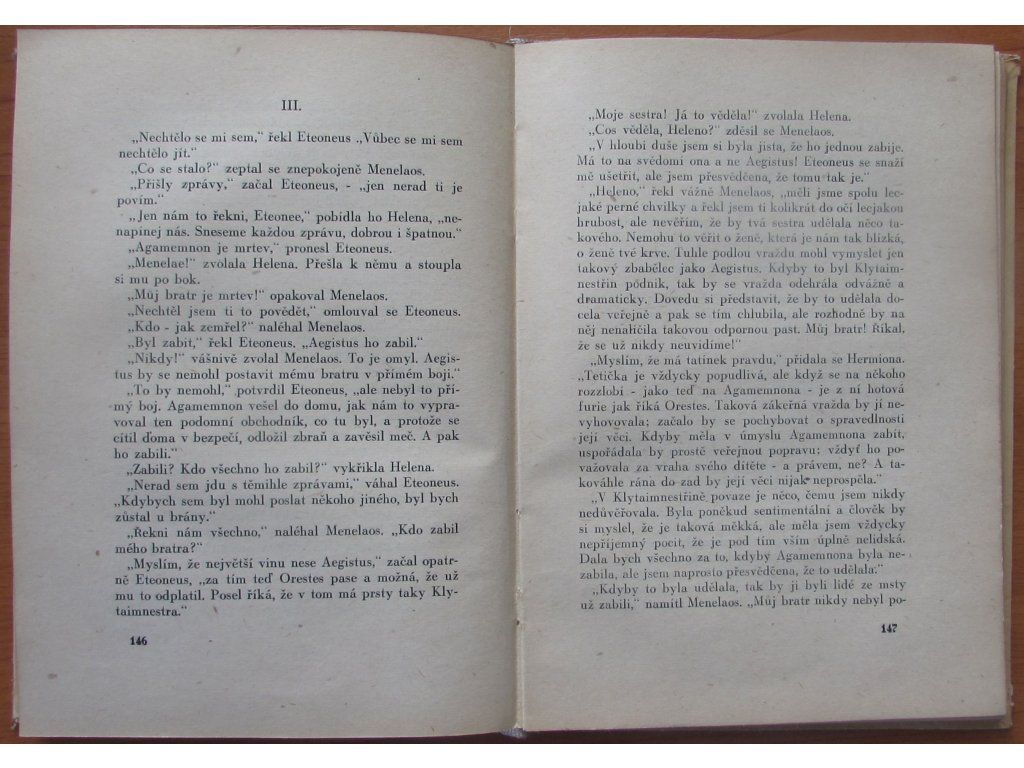 III.
„Nechtělo se mi sem,“ řekl Eteoneus .„Vůbec se mi sem
nechtělo jít.“
„Co se stalo?“ zeptal se znepokojeně Menelaos.
„Přišly zprávy,“ začal Eteoneus, - „jen nerad ti je
povím.“
„Jen nám to řekni, Eteonee,“ pobídla ho Helena, „ne-
napínej nás. Sneseme každou zprávu, dobrou i špatnou.“
„Agamemnon je mrtev,“ pronesl Eteoneus.
„Menelae!“ zvolala Helena. Přešla k němu a stoupla
si mu po bok.
„Můj bratr je mrtev!“ opakoval Menelaos.
„Nechtěl jsem ti to povědět,“ omlouval se Eteoneus.
„Kdo - jak zemřel?“ naléhal Menelaos.
„Byl zabit,“ řekl Eteoneus. „Aegistus ho zabil.“
„Nikdy!“ vášnivě zvolal Menelaos. To je omyl. Aegis-
tus by se nemohl postavit mému bratru v přímém boji.“
„To by nemohl,“ potvrdil Eteoneus, „ale nebyl to pří-
mý boj. Agamemnon vešel do domu, jak nám to vypra-
voval ten podomní obchodník, co tu byl, a protože se
cítil doma v bezpečí, odložil zbraň a zavěsil meč. A pak
ho zabili.“
„Zabili? Kdo všechno ho zabil?“ vykřikla Helena.
„Nerad sem jdu s těmihle zprávami,“ váhal Eteoneus.
„Kdybych sem byl mohl poslat někoho jiného, byl bych
zůstal u brány.“
„Řekni nám všechno,“ naléhal Menelaos. „Kdo zabil
mého bratra?“
„Myslím, že největší vinu nese Aegistus,“ začal opatr-
ně Eteoneus, „za tím teď Orestes pase a možná, že už
mu to odplatil. Posel říká, že v tom má prsty taky Kly-
taimnestra.“
146
„Moje sestra! Já to věděla!“ zvolala Helena.
„Cos věděla, Heleno?“ zděsil se Menelaos.
„V hloubi duše jsem si byla jista, že ho jednou zabije.
Má to na svědomí ona a ne Aegistus! Eteoneus se snaží
mě ušetřit, ale jsem přesvědčena, že tomu tak je.“
„Heleno,“ řekl vážně Menelaos, „měli jsme spolu lec-
jaké perné chvilky a řekl jsem ti kolikrát do očí lecjakou
hrubost, ale nevěřím, že by tvá sestra udělala něco ta-
kového. Nemohu to věřit o ženě, která je nám tak blízká,
o ženě tvé krve. Tuhle podlou vraždu mohl vymyslet jen
takový zbabělec jako Aegistus. Kdyby to byl Klytaim-
nestřin podnik, tak by se vražda odehrála odvážně a
dramaticky. Dovedu si představit, že by to udělala do-
cela veřejně a pak se tím chlubila, ale rozhodně by na
něj nenalíčila takovou odpornou past. Můj bratr! Říkal,
že se už nikdy neuvidíme!“
„Myslím, že má tatínek pravdu,“ přidala se Hermiona.
„Tetička je vždycky popudlivá, ale když se na někoho
rozzlobí - jako teď na Agamemnona - je z ní hotová
furie jak říká Orestes. Taková zákeřná vražda by jí ne-
vyhovovala; začalo by se pochybovat o spravedlnosti
její věci. Kdyby měla v úmyslu Agamemnona zabít,
uspořádala by prostě veřejnou popravu: vždyť ho po-
važovala za vraha svého dítěte - a právem, ne? A ta-
kováhle rána do zad by její věci nijak neprospěla.“
„V Klytaimnestřině povaze je něco, čemu jsem nikdy
nedůvěřovala. Byla poněkud sentimentální a člověk by
si myslel, že je taková měkká, ale měla jsem vždycky
nepříjemný pocit, že je pod tím vším úplně nelidská.
Dala bych všechno za to, kdyby Agamemnona byla ne-
zabila, ale jsem naprosto přesvědčena, že to udělala.“
„Kdyby to byla udělala, tak by ji byli lidé ze msty
už zabili,“ namítl Menelaos. „Můj bratr nikdy nebyl po-
147